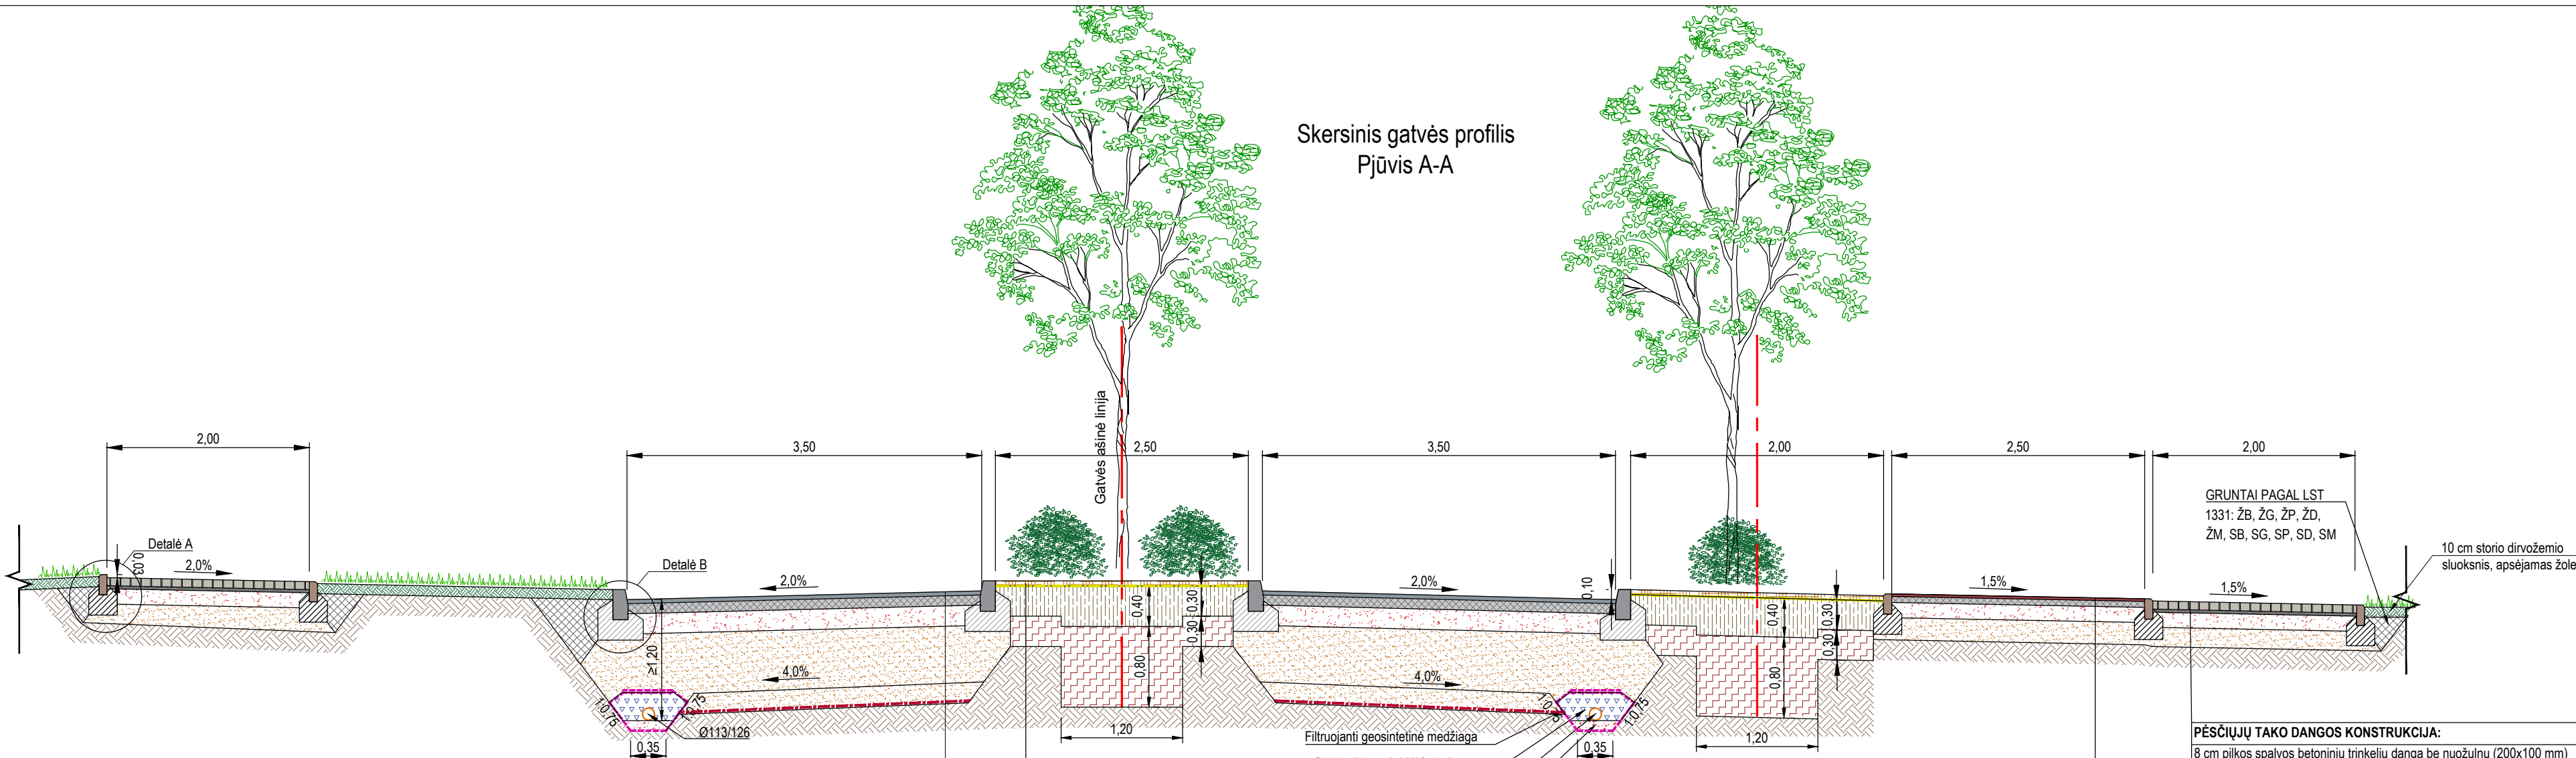 Skersinis gatvės profilis
Pjūvis A-A
Gatvės ašinė linija
2,00
3,50
2,50
3,50
2,00
2,50
2,00
GRUNTAI PAGAL LST
1331: ŽB, ŽG, ŽP, ŽD,
ŽM, SB, SG, SP, SD, SM
10 cm storio dirvožemio
sluoksnis, apsėjamas žole
Detalė A
0,03
2,0%
Detalė B
2,0%
0,40
0,30
0,30
0,80
2,0%
0,10
0,40
0,30
0,30
0,80
1,5%
1,5%
≥1,20
4,0%
4,0%
1:0.75
1:0.75
Ø113/126
0,35
1,20
Filtruojanti geosintetinė medžiaga
1:0.75
0,35
1,20
PĖSČIŲJŲ TAKO DANGOS KONSTRUKCIJA:
8 cm pilkos spalvos betoninių trinkelių danga be nuožulnų (200x100 mm)